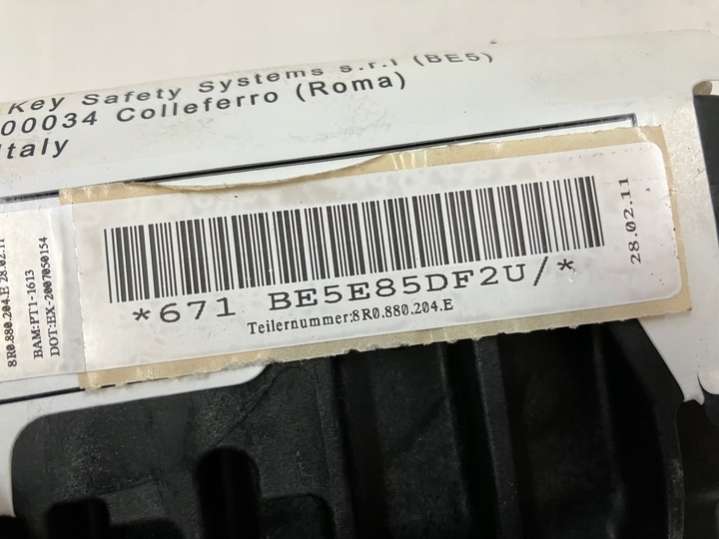 Key Safety Systems s.r.l (BE5)
00034 Colleferro (Roma)
Italy
8R0.880.204.E 28.02.11
BAM:PT1-1613
DOT:EX-2007050154
*671 BE5E85DF2U/*
Teilernummer:8R0.880.204.E
28.02.11